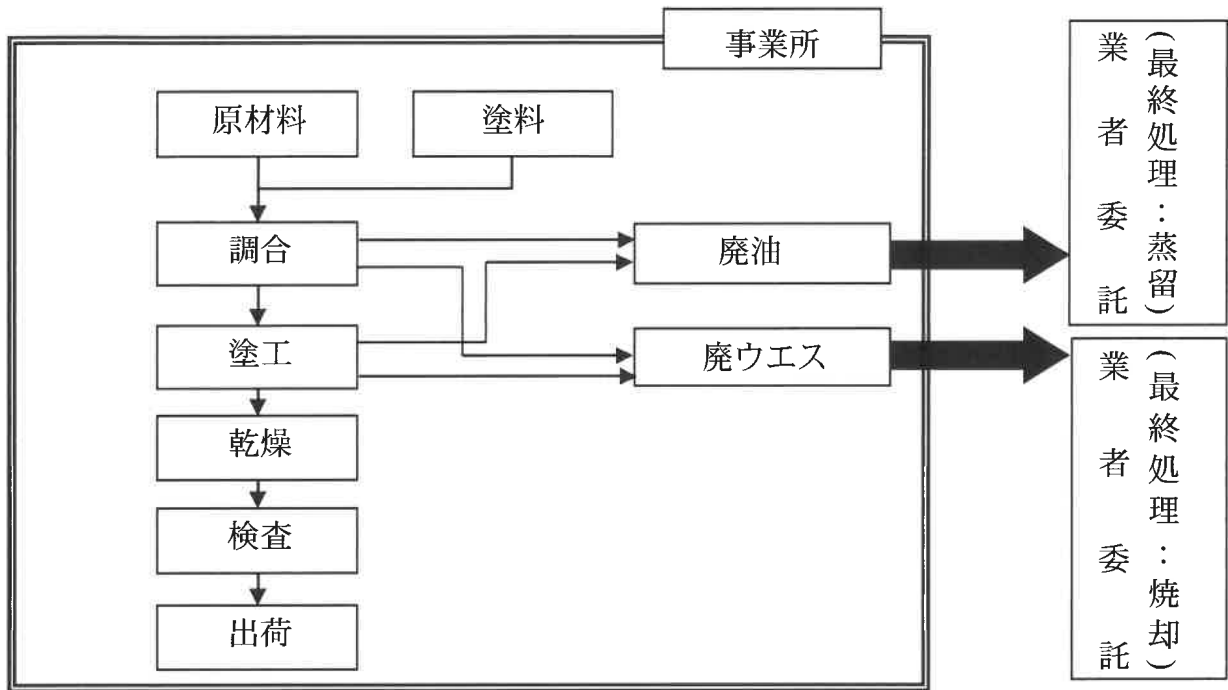 事業所
原材料
塗料
調合
廃油
塗工
廃ウエス
乾燥
検査
出荷
業者委託
(最終処理:蒸留)
業者委託
(最終処理:焼却)